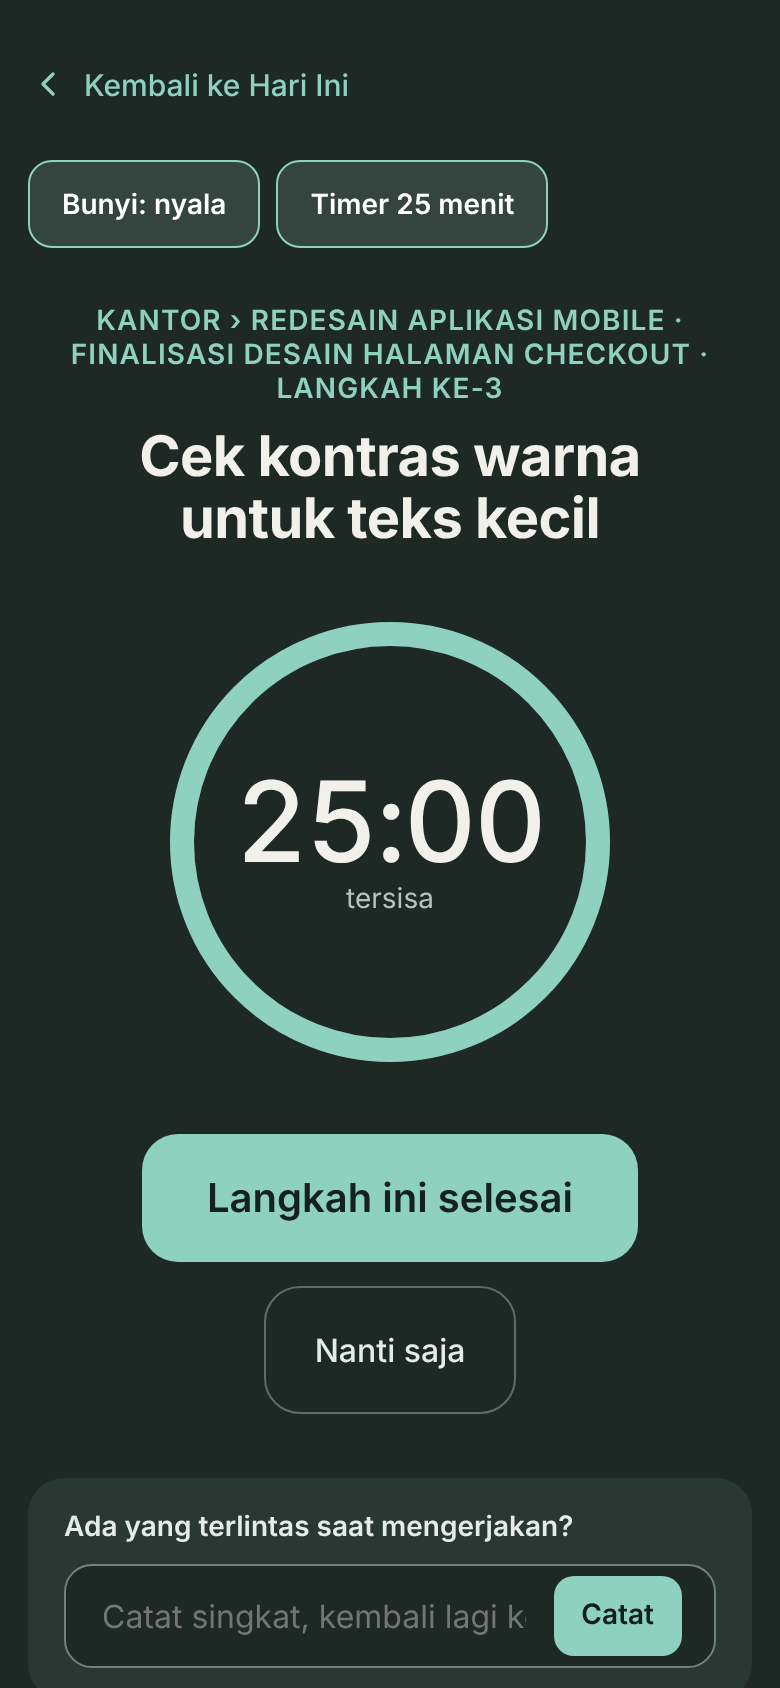 Kembali ke Hari Ini
Bunyi: nyala
Timer 25 menit
KANTOR › REDESAIN APLIKASI MOBILE ·
FINALISASI DESAIN HALAMAN CHECKOUT ·
LANGKAH KE-3
Cek kontras warna
untuk teks kecil
25:00
tersisa
Langkah ini selesai
Nanti saja
Ada yang terlintas saat mengerjakan?
Catat singkat, kembali lagi
Catat